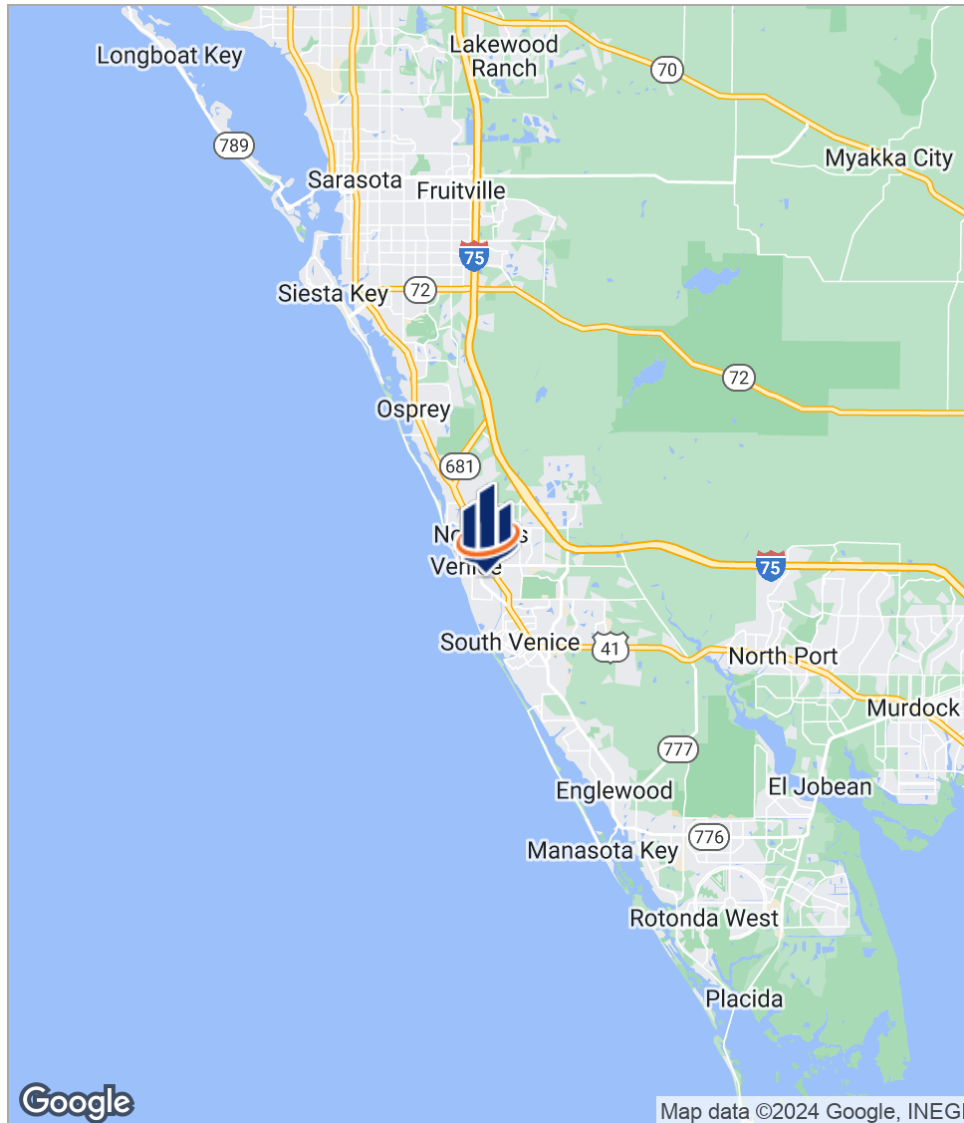 Longboat Key
Lakewood
Ranch
70
789
Myakka City
Sarasota
Fruitville
75
Siesta Key
72
72
Osprey
681
Venice
75
South Venice
41
North Port
Murdock
777
Englewood
El Jobean
776
Manasota Key
Rotonda West
Placida
Google
Map data ©2024 Google, INEGI